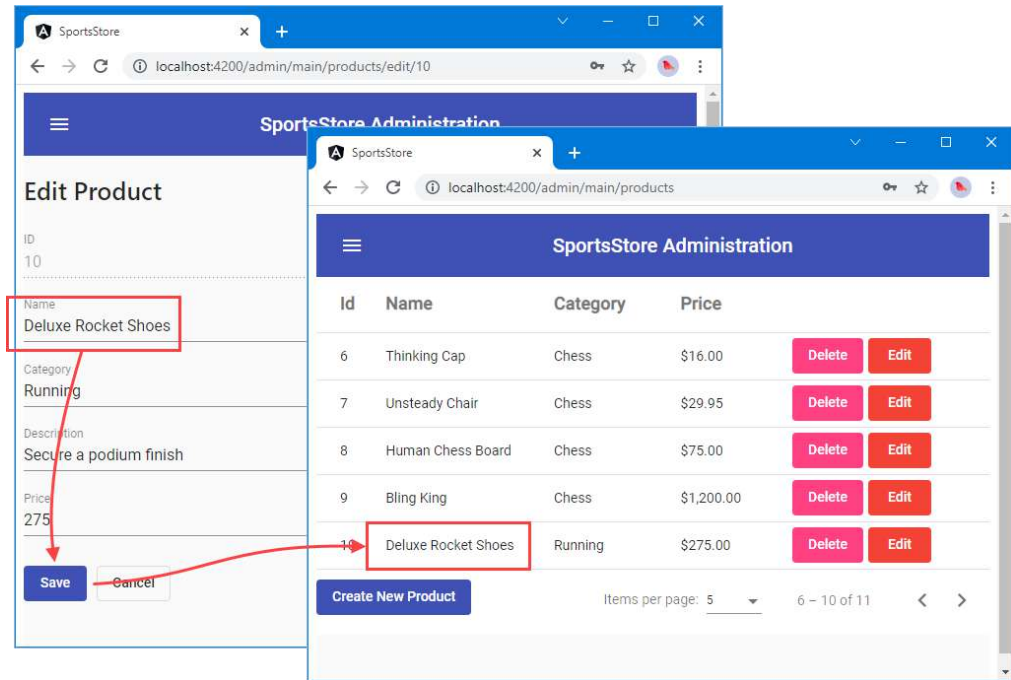 SportsStore
localhost:4200/admin/main/products/edit/10
SportsStore Administration
Edit Product
ID
10
Name
Deluxe Rocket Shoes
Category
Running
Description
Secure a podium finish
Price
275
Save Cancel
SportsStore
localhost:4200/admin/main/products
SportsStore Administration
Id Name Category Price
6 Thinking Cap Chess $16.00 Delete Edit
7 Unsteady Chair Chess $29.95 Delete Edit
8 Human Chess Board Chess $75.00 Delete Edit
9 Bling King Chess $1,200.00 Delete Edit
10 Deluxe Rocket Shoes Running $275.00 Delete Edit
Create New Product Items per page: 5 6 – 10 of 11